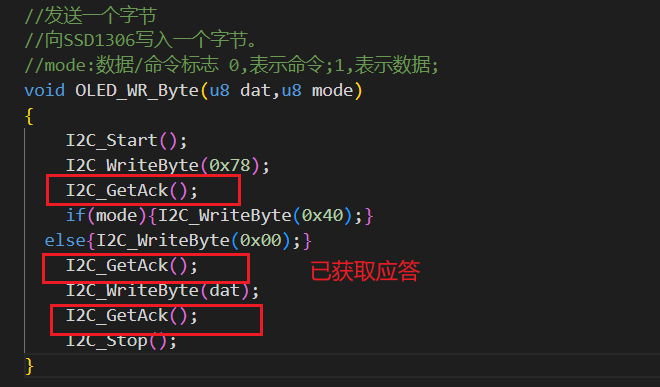 //发送一个字节
//向SSD1306写入一个字节。
//mode:数据/命令标志 0,表示命令;1,表示数据;
void OLED_WR_Byte(u8 dat,u8 mode)
{
    I2C_Start();
    I2C_WriteByte(0x78);
    I2C_GetAck();
    if(mode){I2C_WriteByte(0x40);}
  else{I2C_WriteByte(0x00);}
    I2C_GetAck();
已获取应答
    I2C_WriteByte(dat);
    I2C_GetAck();
    I2C_Stop();
}